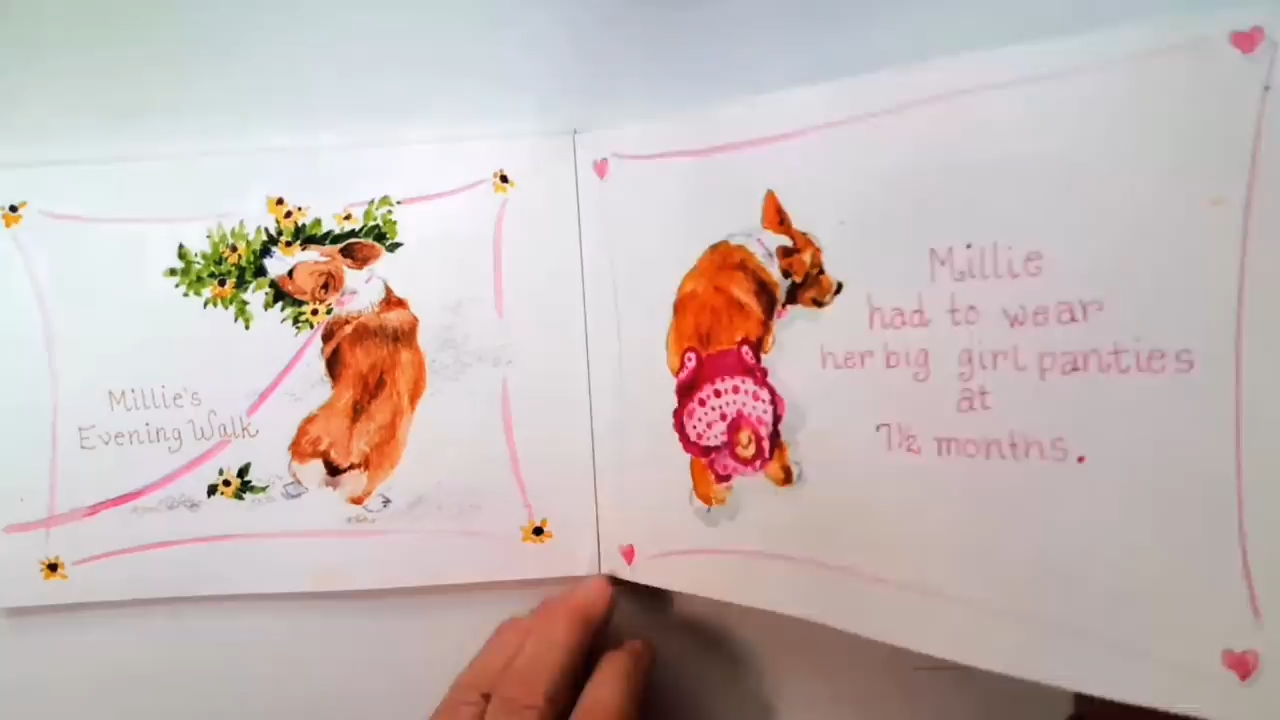 Millie's
Evening Walk
Millie
had to wear
her big girl panties
at
7½ months.